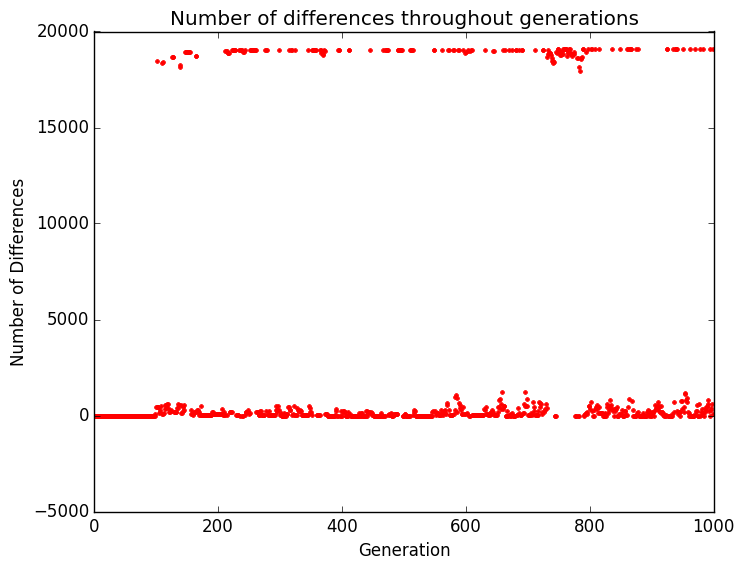 Number of differences throughout generations
20000
15000
10000
5000
0
−5000
Number of Differences
0 200 400 600 800 1000
Generation